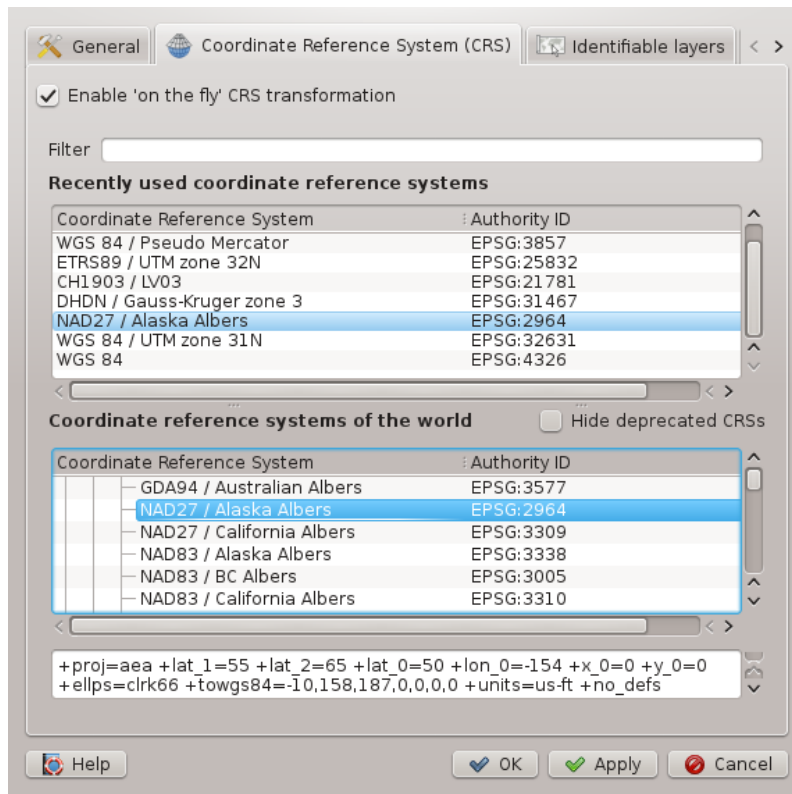 General Coordinate Reference System (CRS) Identifiable layers
Enable 'on the fly' CRS transformation
Filter
Recently used coordinate reference systems
Coordinate Reference System Authority ID
WGS 84 / Pseudo Mercator EPSG:3857
ETRS89 / UTM zone 32N EPSG:25832
CH1903 / LV03 EPSG:21781
DHDN / Gauss-Kruger zone 3 EPSG:31467
NAD27 / Alaska Albers EPSG:2964
WGS 84 / UTM zone 31N EPSG:32631
WGS 84 EPSG:4326
Coordinate reference systems of the world Hide deprecated CRSs
Coordinate Reference System Authority ID
GDA94 / Australian Albers EPSG:3577
NAD27 / Alaska Albers EPSG:2964
NAD27 / California Albers EPSG:3309
NAD83 / Alaska Albers EPSG:3338
NAD83 / BC Albers EPSG:3005
NAD83 / California Albers EPSG:3310
+proj=aea +lat_1=55 +lat_2=65 +lat_0=50 +lon_0=-154 +x_0=0 +y_0=0
+ellps=clrk66 +towgs84=-10,158,187,0,0,0,0 +units=us-ft +no_defs
Help OK Apply Cancel